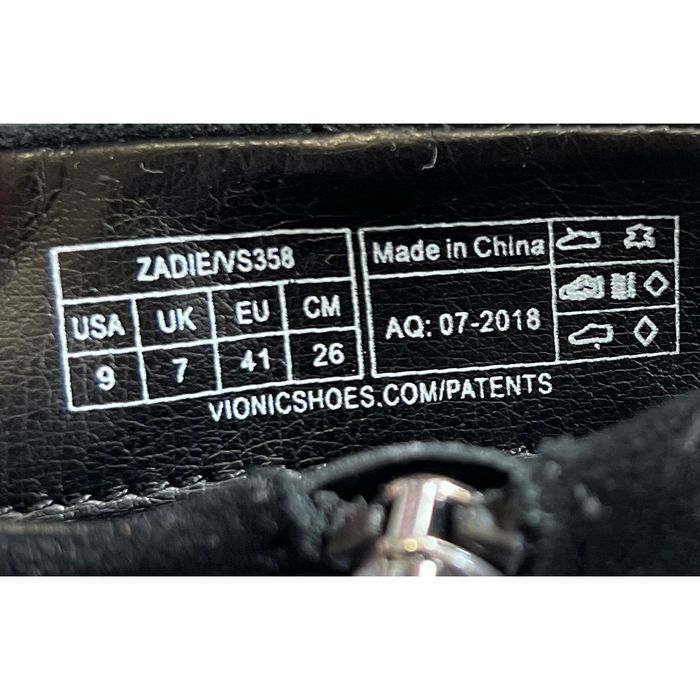 ZADIE/VS358
USA UK EU CM
9 7 41 26
Made in China
AQ: 07-2018
VIONICSHOES.COM/PATENTS